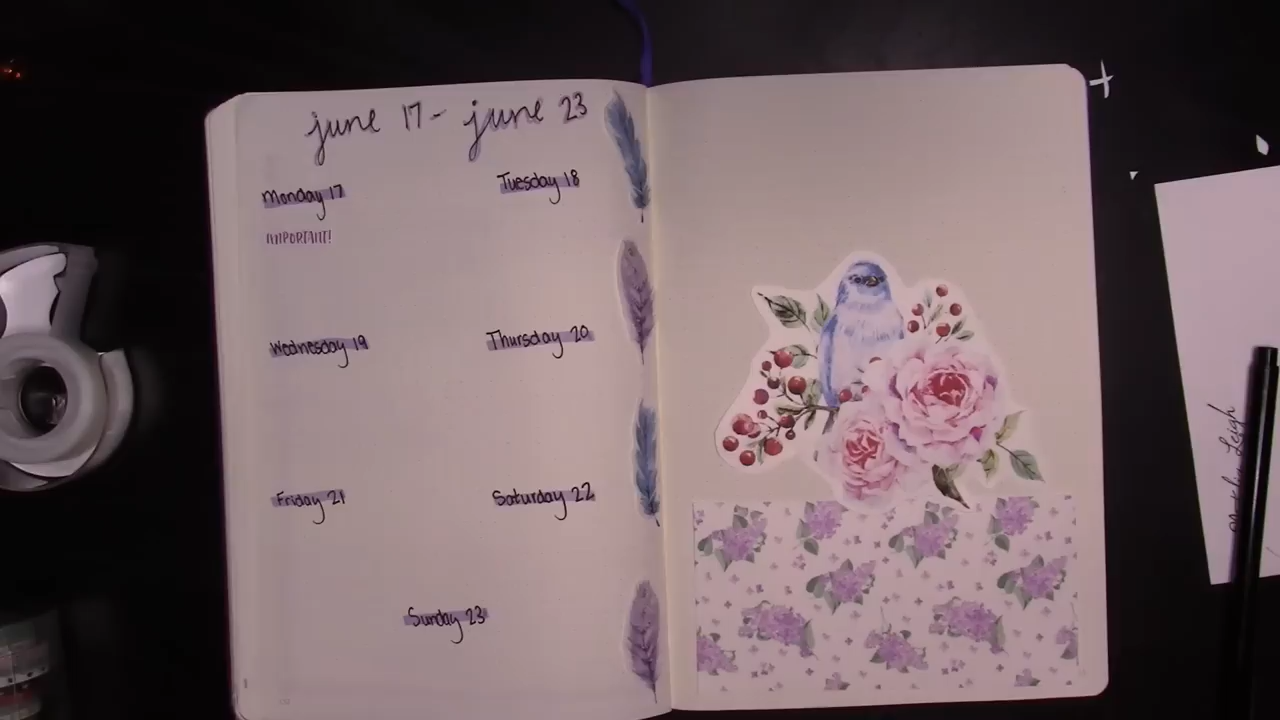 june 17 - june 23
Monday 17
Tuesday 18
IMPORTANT!
Wednesday 19
Thursday 20
Friday 21
Saturday 22
Sunday 23
Leigh